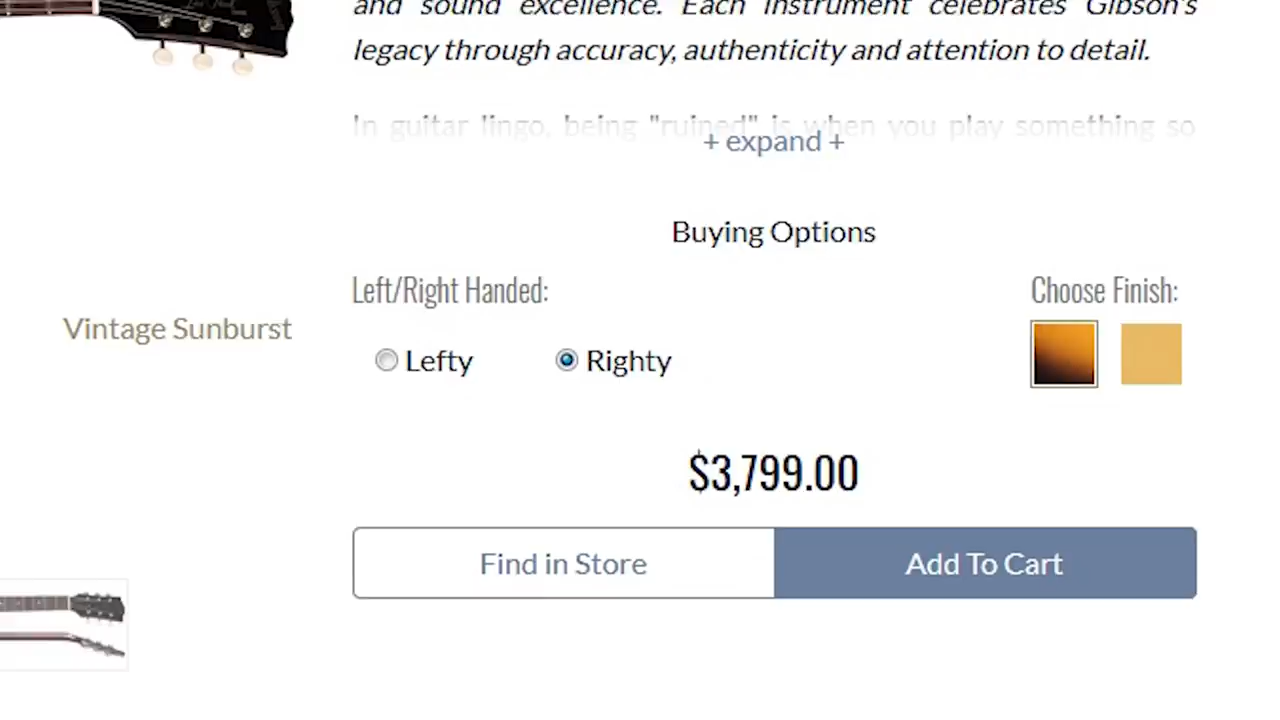 and sound excellence. Each instrument celebrates Gibson's
legacy through accuracy, authenticity and attention to detail.
In guitar lingo, being "ruined" is when you play something so
+ expand +
Buying Options
Left/Right Handed:
Choose Finish:
Vintage Sunburst
Lefty
Righty
$3,799.00
Find in Store
Add To Cart